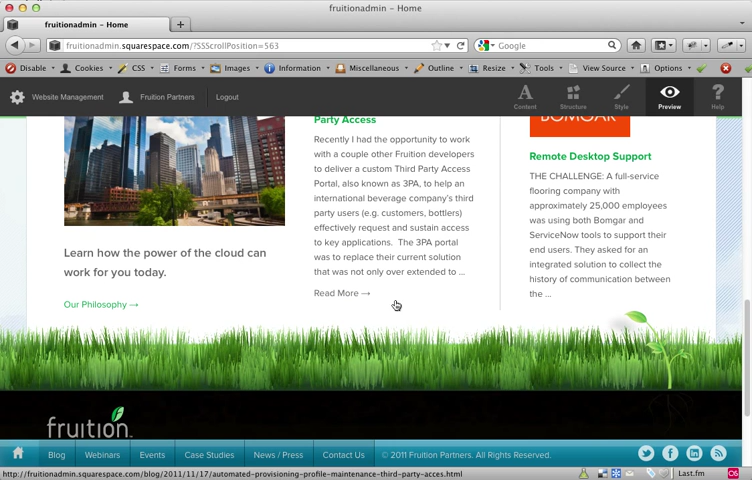 fruitionadmin - Home
fruitionadmin - Home
fruitionadmin.squarespace.com/?SSScrollPosition=563
Google
Disable
Cookies
CSS
Forms
Images
Information
Miscellaneous
Outline
Resize
Tools
View Source
Options
Website Management
Fruition Partners
Logout
Content
Structure
Style
Preview
Help
Learn how the power of the cloud can
work for you today.
Our Philosophy →
Party Access
Recently I had the opportunity to work
with a couple other Fruition developers
to deliver a custom Third Party Access
Portal, also known as 3PA, to help an
international beverage company's third
party users (e.g. customers, bottlers)
effectively request and sustain access
to key applications.  The 3PA portal
was to replace their current solution
that was not only over extended to ...
Read More →
BOMGAR
Remote Desktop Support
THE CHALLENGE: A full-service
flooring company with
approximately 25,000 employees
was using both Bomgar and
ServiceNow tools to support their
end users. They asked for an
integrated solution to collect the
history of communication between
the ...
fruition
Blog
Webinars
Events
Case Studies
News / Press
Contact Us
© 2011 Fruition Partners. All Rights Reserved.
http://fruitionadmin.squarespace.com/blog/2011/11/17/automated-provisioning-profile-maintenance-third-party-acces.html
Last.fm